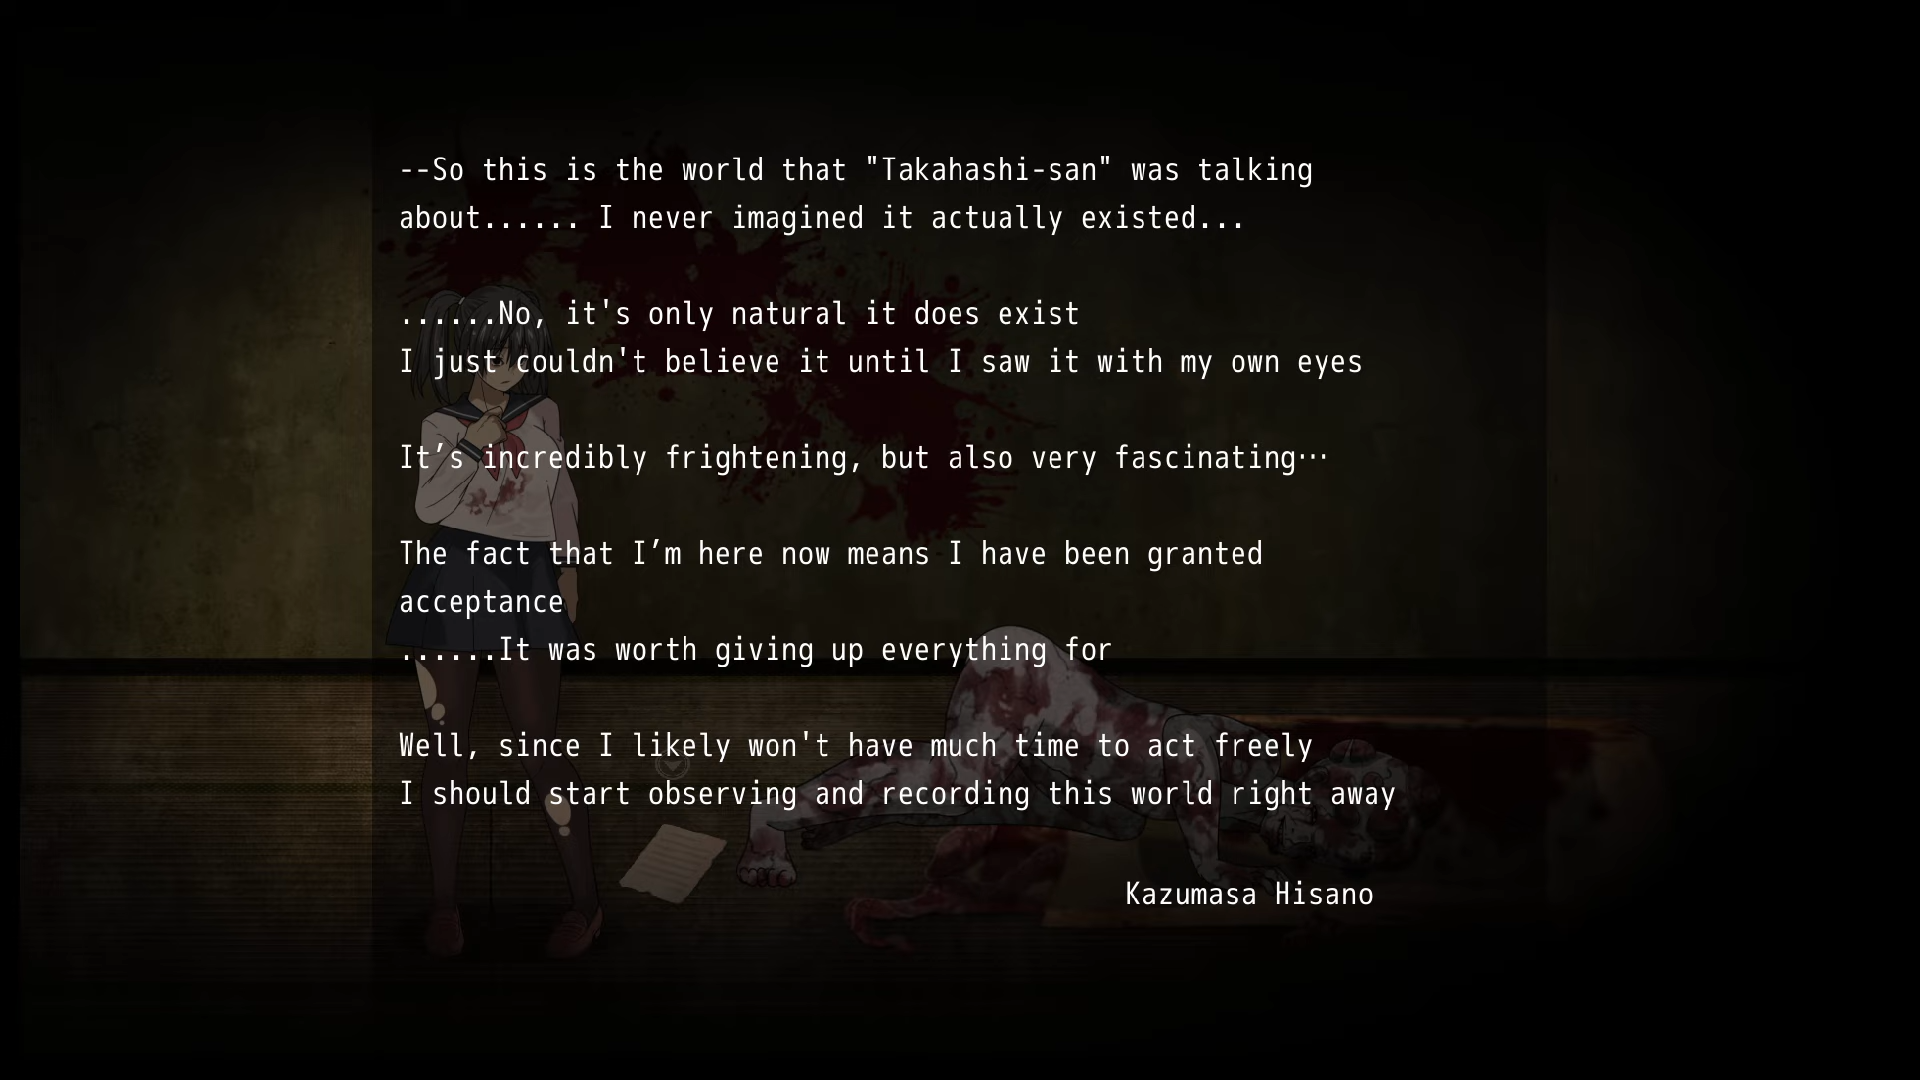 --So this is the world that "Takahashi-san" was talking
about...... I never imagined it actually existed...
......No, it's only natural it does exist
I just couldn't believe it until I saw it with my own eyes
It’s incredibly frightening, but also very fascinating⋯
The fact that I’m here now means I have been granted
acceptance
......It was worth giving up everything for
Well, since I likely won't have much time to act freely
I should start observing and recording this world right away
Kazumasa Hisano